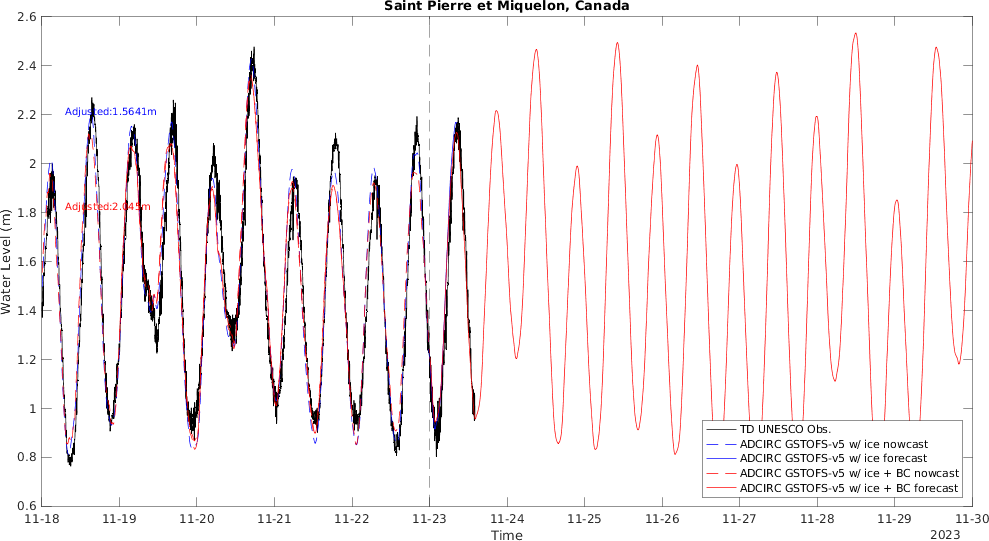 Saint Pierre et Miquelon, Canada
2.6
2.4
2.2
2
1.8
1.6
1.4
1.2
1
0.8
0.6
Water Level (m)
Adjusted:1.5641m
Adjusted:2.045m
TD UNESCO Obs.
ADCIRC GSTOFS-v5 w/ ice nowcast
ADCIRC GSTOFS-v5 w/ ice forecast
ADCIRC GSTOFS-v5 w/ ice + BC nowcast
ADCIRC GSTOFS-v5 w/ ice + BC forecast
11-18 11-19 11-20 11-21 11-22 11-23 11-24 11-25 11-26 11-27 11-28 11-29 11-30
Time
2023